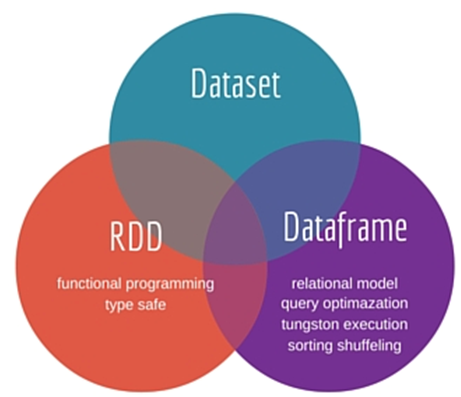 Dataset
RDD
functional programming
type safe
Dataframe
relational model
query optimazation
tungston execution
sorting shuffeling